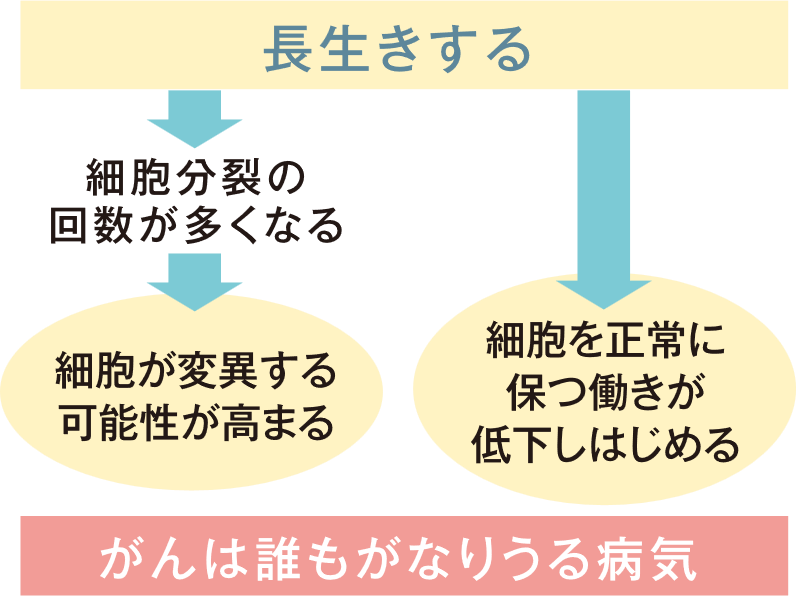 長生きする
細胞分裂の
回数が多くなる
細胞が変異する
可能性が高まる
細胞を正常に
保つ働きが
低下しはじめる
がんは誰もがなりうる病気